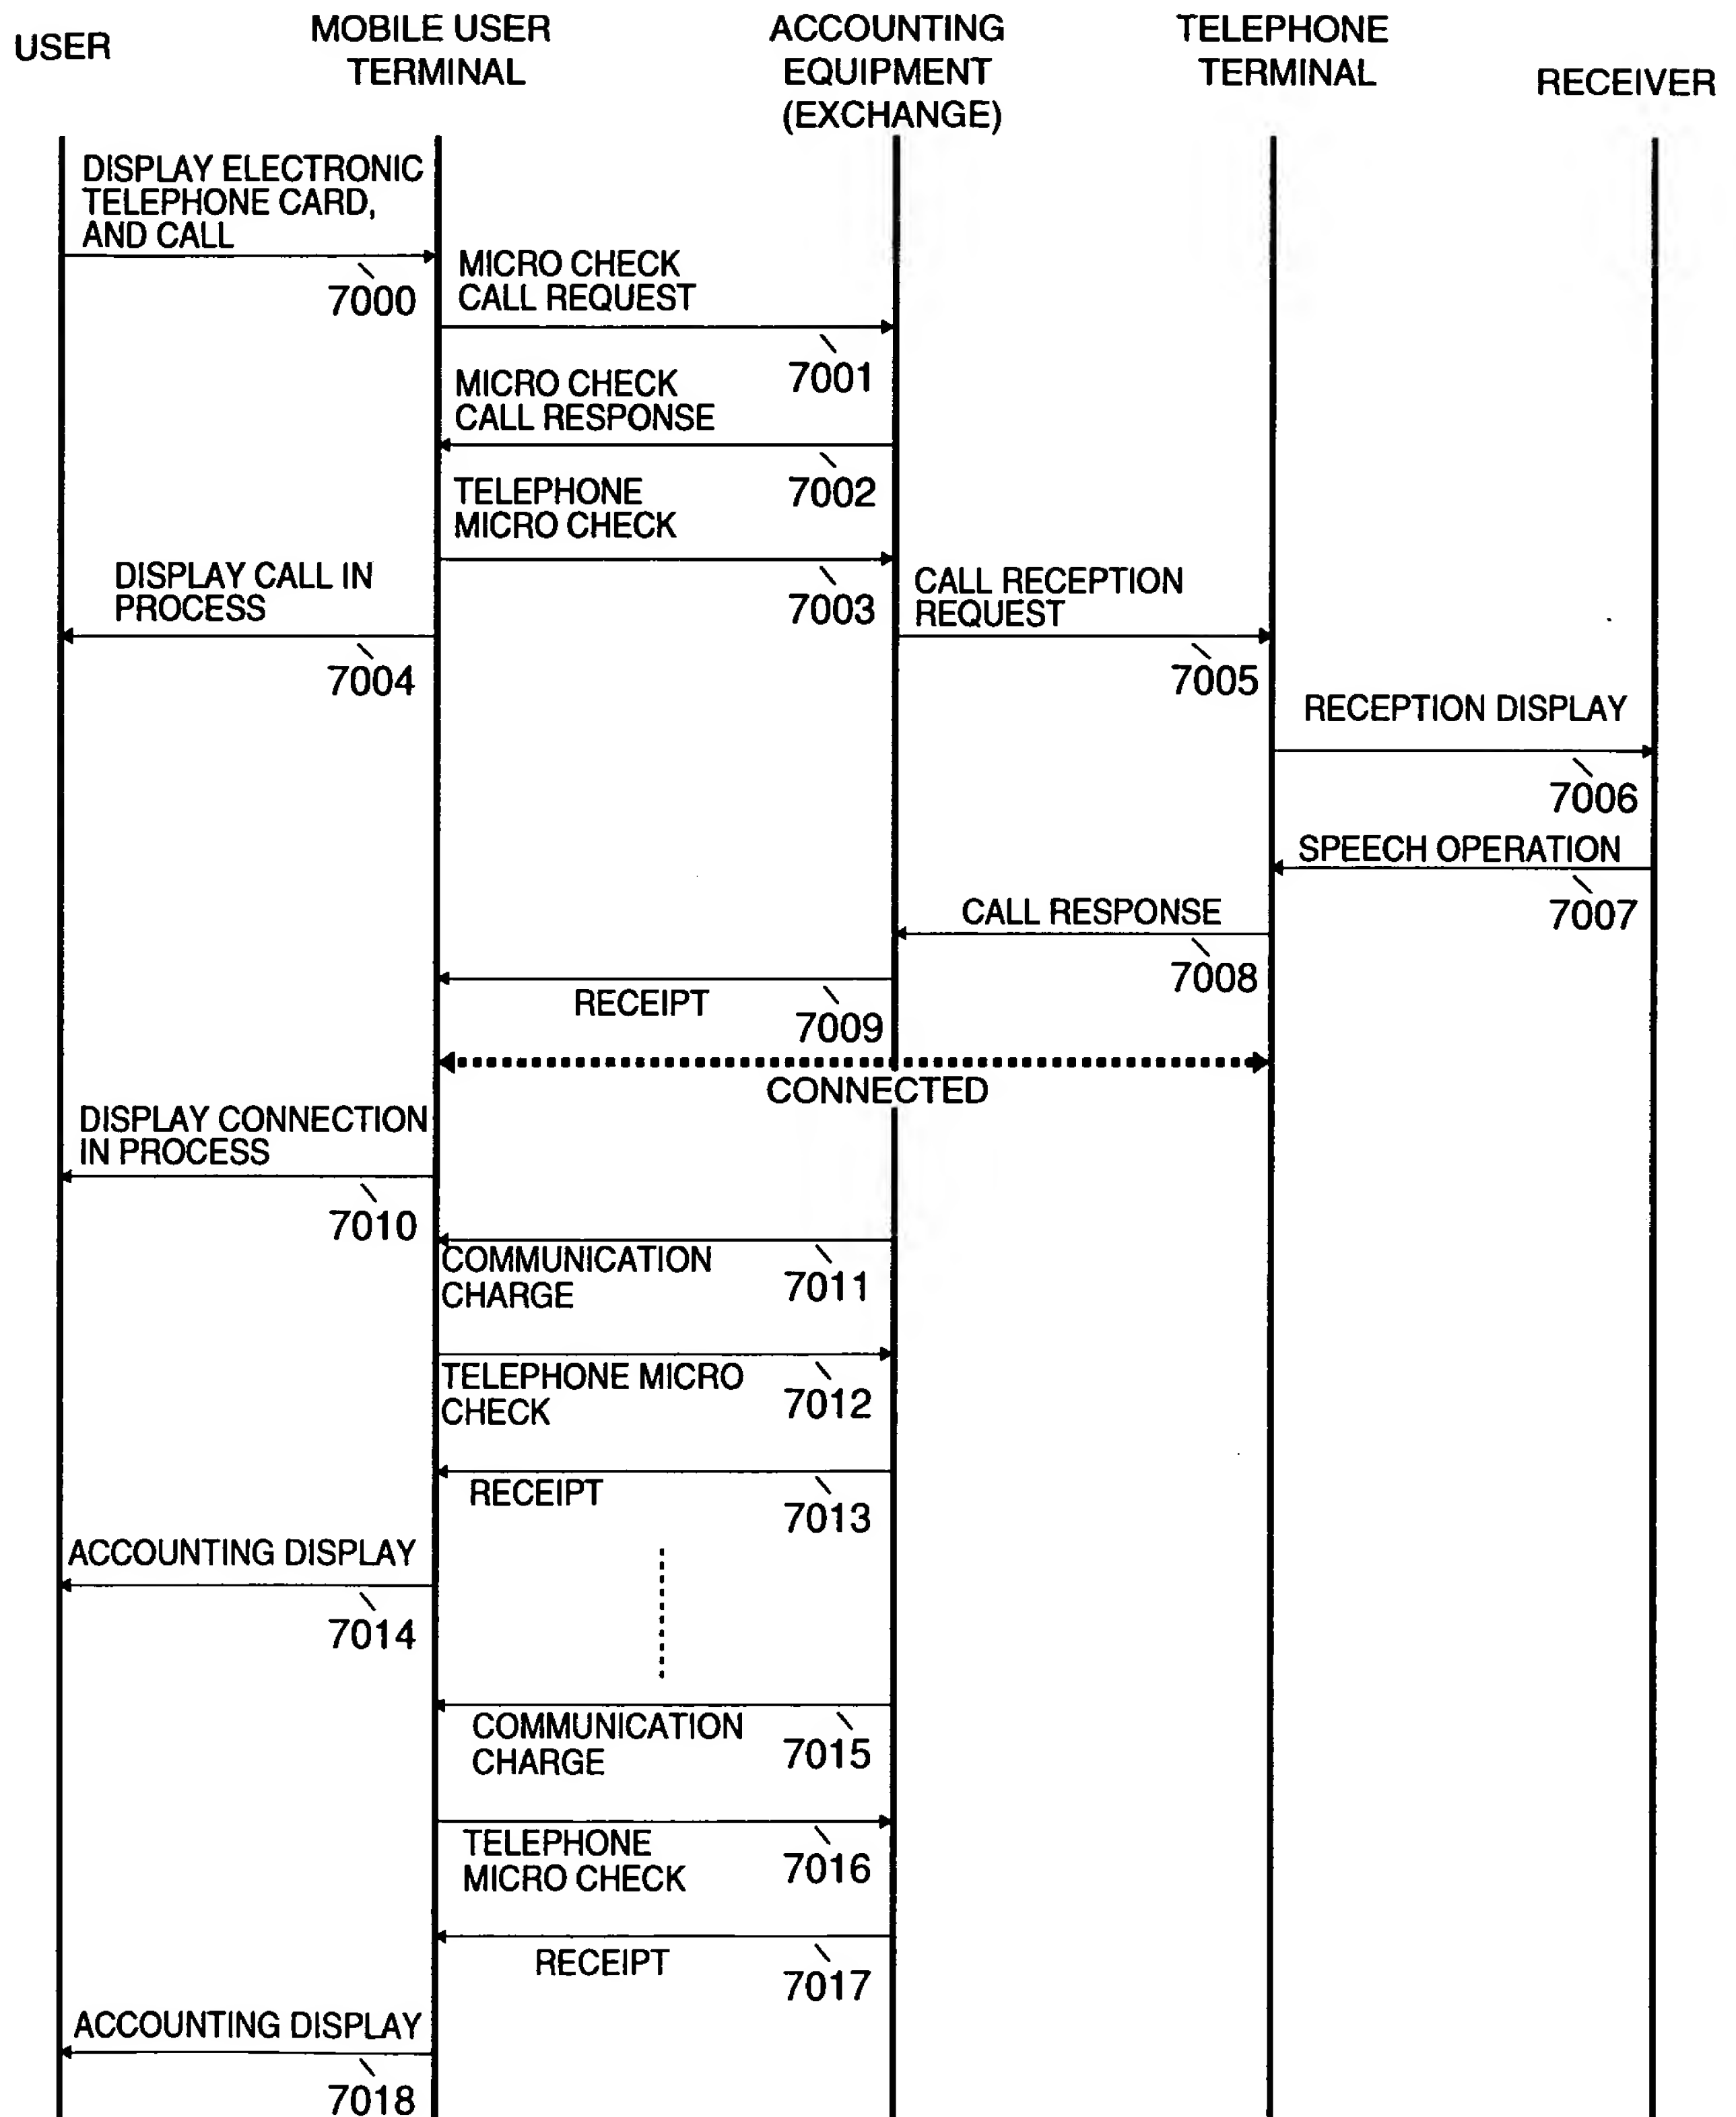 USER
MOBILE USER
TERMINAL
ACCOUNTING
EQUIPMENT
(EXCHANGE)
TELEPHONE
TERMINAL
RECEIVER
DISPLAY ELECTRONIC
TELEPHONE CARD,
AND CALL
7000
MICRO CHECK
CALL REQUEST
7001
MICRO CHECK
CALL RESPONSE
7002
TELEPHONE
MICRO CHECK
7003
DISPLAY CALL IN
PROCESS
7004
CALL RECEPTION
REQUEST
7005
RECEPTION DISPLAY
7006
SPEECH OPERATION
7007
CALL RESPONSE
7008
RECEIPT
7009
CONNECTED
DISPLAY CONNECTION
IN PROCESS
7010
COMMUNICATION
CHARGE
7011
TELEPHONE MICRO
CHECK
7012
RECEIPT
7013
ACCOUNTING DISPLAY
7014
COMMUNICATION
CHARGE
7015
TELEPHONE
MICRO CHECK
7016
RECEIPT
7017
ACCOUNTING DISPLAY
7018